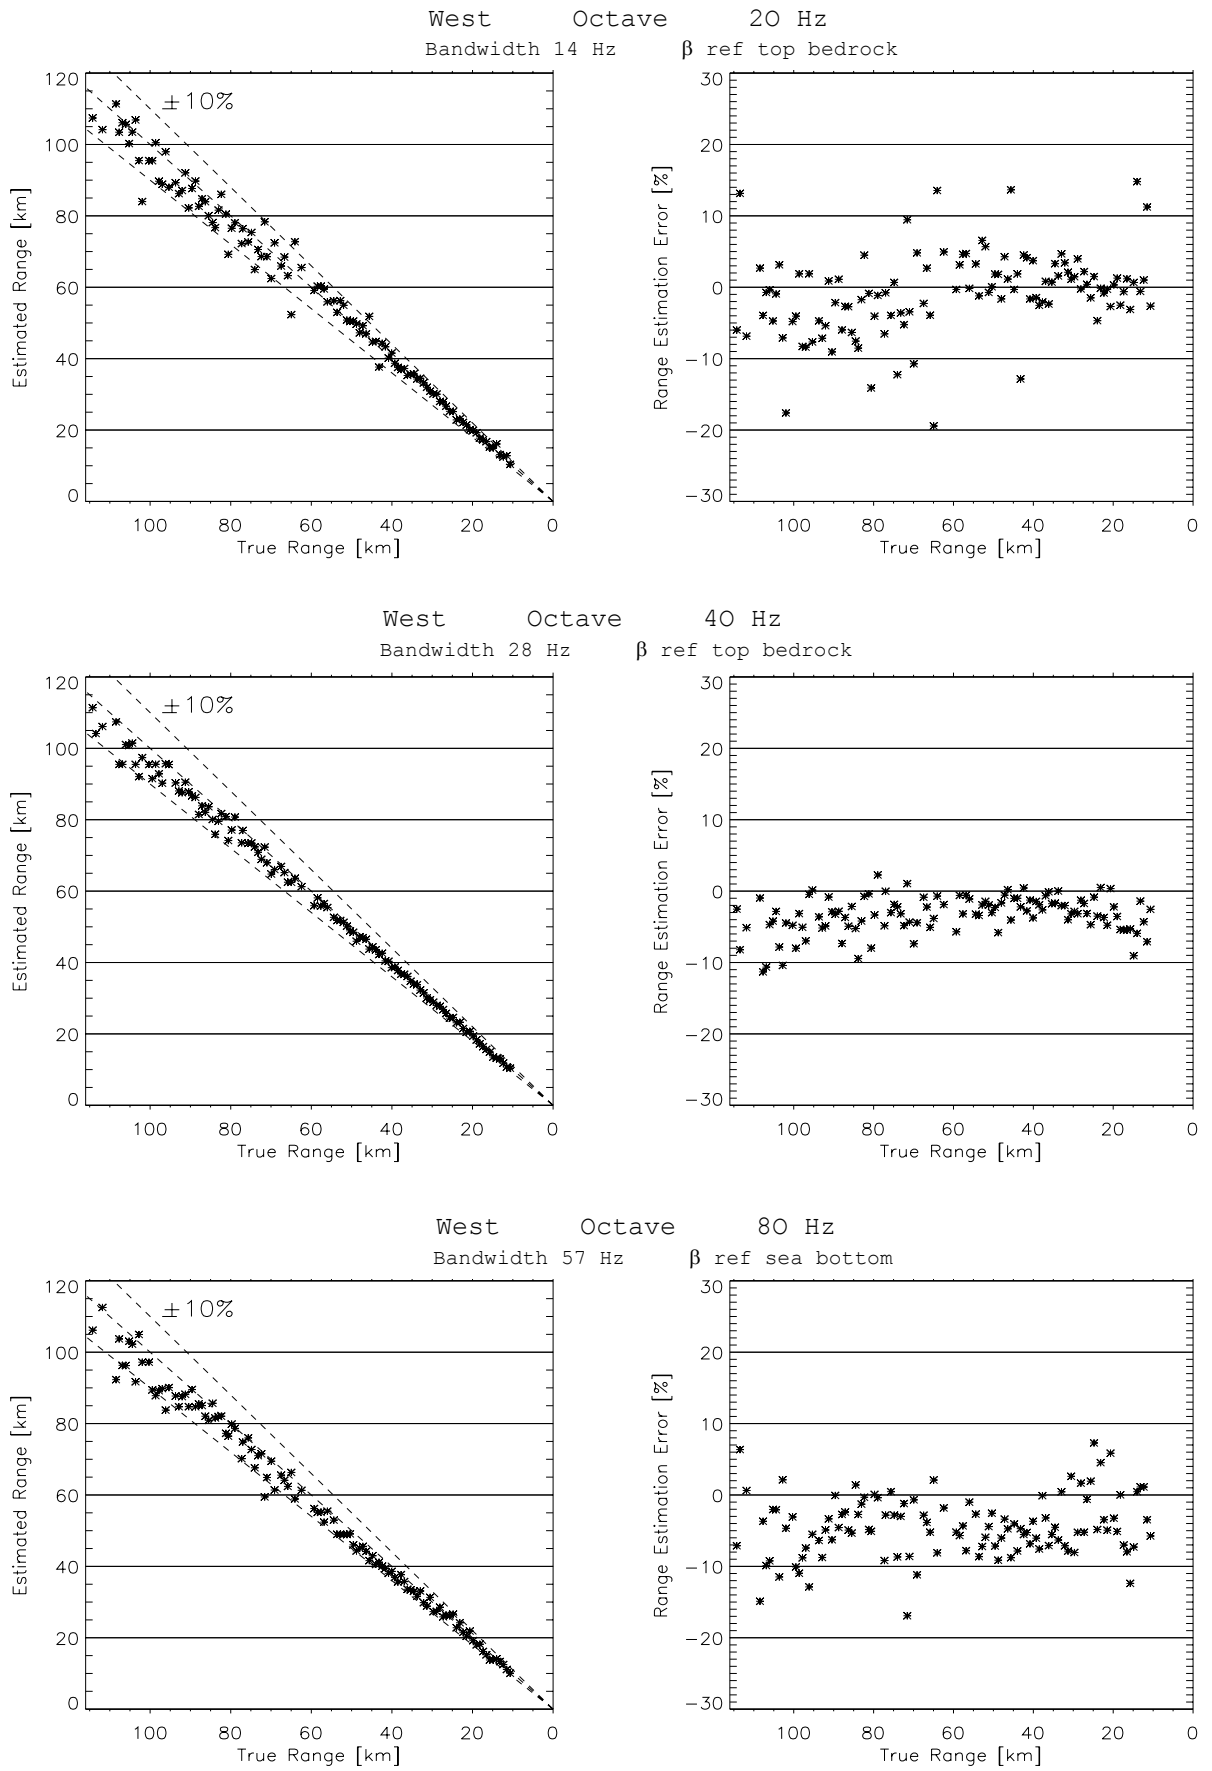 West Octave 20 Hz
Bandwidth 14 Hz β ref top bedrock
120
100
80
60
40
20
0
Estimated Range [km]
±10%
100 80 60 40 20 0
True Range [km]
30
20
10
0
−10
−20
−30
Range Estimation Error [%]
100 80 60 40 20 0
True Range [km]
West Octave 40 Hz
Bandwidth 28 Hz β ref top bedrock
120
100
80
60
40
20
0
Estimated Range [km]
±10%
100 80 60 40 20 0
True Range [km]
30
20
10
0
−10
−20
−30
Range Estimation Error [%]
100 80 60 40 20 0
True Range [km]
West Octave 80 Hz
Bandwidth 57 Hz β ref sea bottom
120
100
80
60
40
20
0
Estimated Range [km]
±10%
100 80 60 40 20 0
True Range [km]
30
20
10
0
−10
−20
−30
Range Estimation Error [%]
100 80 60 40 20 0
True Range [km]